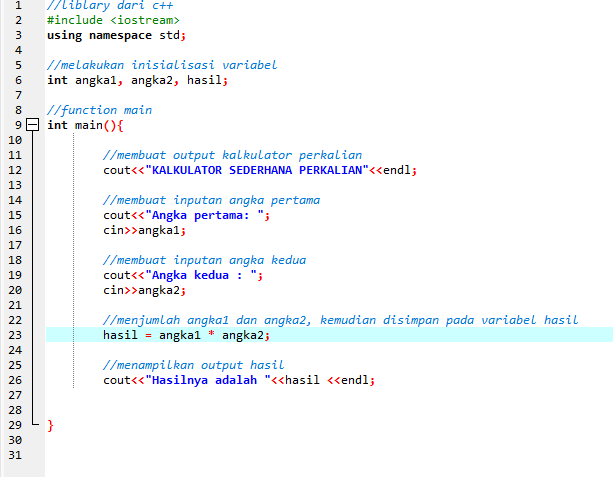 1 //liblary dari c++
2 #include <iostream>
3 using namespace std;
4
5 //melakukan inisialisasi variabel
6 int angka1, angka2, hasil;
7
8 //function main
9 int main(){
10
11 //membuat output kalkulator perkalian
12 cout<<"KALKULATOR SEDERHANA PERKALIAN"<<endl;
13
14 //membuat inputan angka pertama
15 cout<<"Angka pertama: ";
16 cin>>angka1;
17
18 //membuat inputan angka kedua
19 cout<<"Angka kedua : ";
20 cin>>angka2;
21
22 //menjumlah angka1 dan angka2, kemudian disimpan pada variabel hasil
23 hasil = angka1 * angka2;
24
25 //menampilkan output hasil
26 cout<<"Hasilnya adalah "<<hasil <<endl;
27
28
29 }
30
31